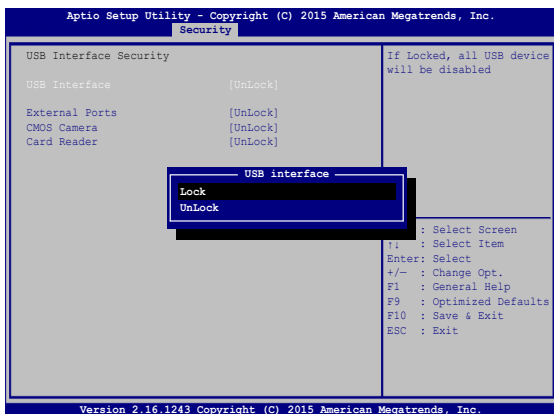 Aptio Setup Utility - Copyright (C) 2015 American Megatrends, Inc.
Security
USB Interface Security
USB Interface [UnLock]
External Ports [UnLock]
CMOS Camera [UnLock]
Card Reader [UnLock]
If Locked, all USB device
will be disabled
USB interface
Lock
UnLock
: Select Screen
↑↓ : Select Item
Enter: Select
+/— : Change Opt.
F1 : General Help
F9 : Optimized Defaults
F10 : Save & Exit
ESC : Exit
Version 2.16.1243 Copyright (C) 2015 American Megatrends, Inc.